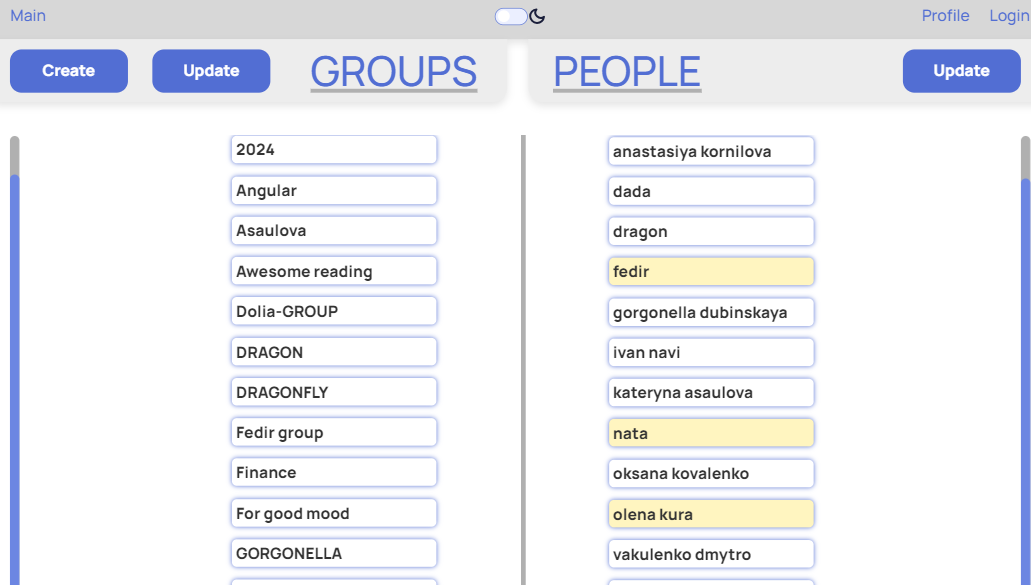 Main
Profile
Login
Create
Update
GROUPS
PEOPLE
Update
2024
Angular
Asaulova
Awesome reading
Dolia-GROUP
DRAGON
DRAGONFLY
Fedir group
Finance
For good mood
GORGONELLA
anastasiya kornilova
dada
dragon
fedir
gorgonella dubinskaya
ivan navi
kateryna asaulova
nata
oksana kovalenko
olena kura
vakulenko dmytro